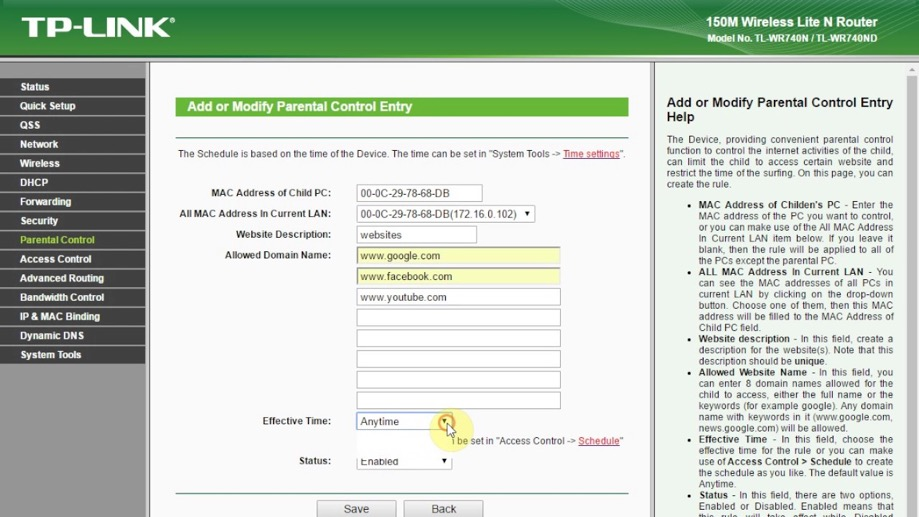 TP-LINK®
150M Wireless Lite N Router
Model No. TL-WR740N / TL-WR740ND
Status
Quick Setup
QSS
Network
Wireless
DHCP
Forwarding
Security
Parental Control
Access Control
Advanced Routing
Bandwidth Control
IP & MAC Binding
Dynamic DNS
System Tools
Add or Modify Parental Control Entry
The Schedule is based on the time of the Device. The time can be set in "System Tools -> Time settings".
MAC Address of Child PC: 00-0C-29-78-68-DB
All MAC Address In Current LAN: 00-0C-29-78-68-DB(172.16.0.102)
Website Description: websites
Allowed Domain Name: www.google.com
www.facebook.com
www.youtube.com
Effective Time: Anytime
be set in "Access Control -> Schedule"
Status: Enabled
Save Back
Add or Modify Parental Control Entry
Help
The Device, providing convenient parental control
function to control the internet activities of the child,
can limit the child to access certain website and
restrict the time of the surfing. On this page, you can
create the rule.
• MAC Address of Childen's PC - Enter the
MAC address of the PC you want to control,
or you can make use of the All MAC Address
In Current LAN item below. If you leave it
blank, then the rule will be applied to all of
the PCs except the parental PC.
• ALL MAC Address In Current LAN - You
can see the MAC addresses of all PCs in
current LAN by clicking on the drop-down
button. Choose one of them, then this MAC
address will be filled to the MAC Address of
Child PC field.
• Website description - In this field, create a
description for the website(s). Note that this
description should be unique.
• Allowed Website Name - In this field, you
can enter 8 domain names allowed for the
child to access, either the full name or the
keywords (for example google). Any domain
name with keywords in it (www.google.com,
news.google.com) will be allowed.
• Effective Time - In this field, choose the
effective time for the rule or you can make
use of Access Control > Schedule to create
the schedule as you like. The default value is
Anytime.
• Status - In this field, there are two options,
Enabled or Disabled. Enabled means that